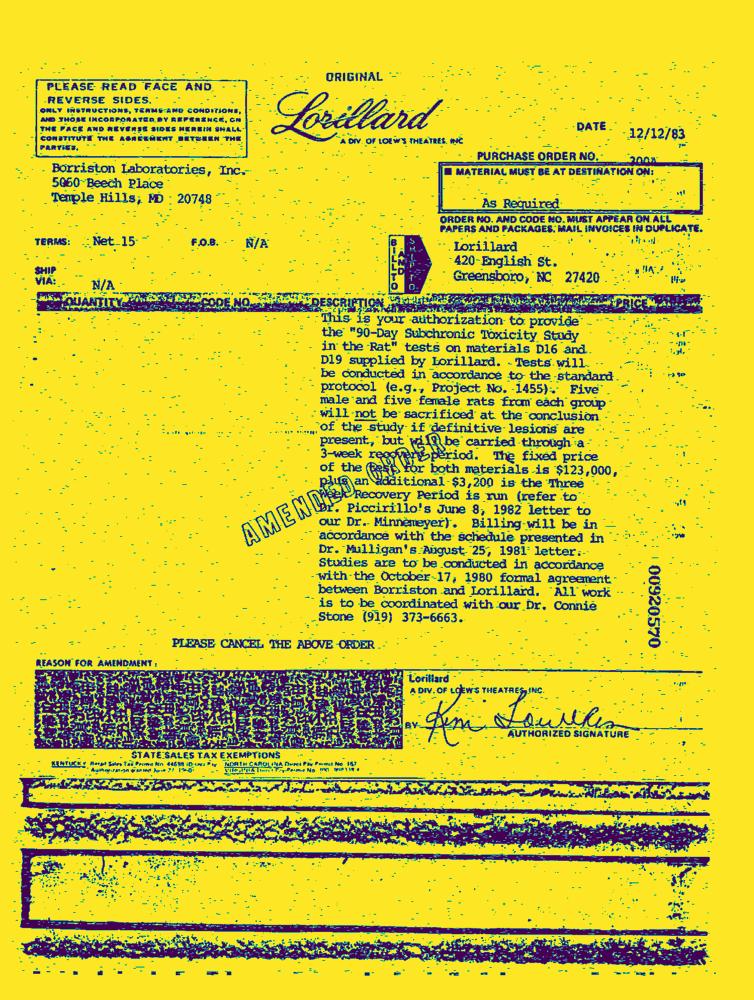 ORIGINAL
PLEASE READ FACE AND
REVERSE SIDES.
ONLY INSTRUCTIONS, TERMS AND CONDITIONS,
AND THOSE INCORPORATED BY REFERENCE, ON
THE FACE AND REVERSE SIDES HEREIN SHALL
CONSTITUTE THE AGREEMENT BETWEEN THE
PARTIES.
Lorillard
A DIV. OF LOEW'S THEATRES, INC
DATE 12/12/83
PURCHASE ORDER NO.
MATERIAL MUST BE AT DESTINATION ON:
As Required
ORDER NO. AND CODE NO. MUST APPEAR ON ALL
PAPERS AND PACKAGES. MAIL INVOICES IN DUPLICATE.
Borriston Laboratories, Inc.
5060 Beech Place
Temple Hills, MD 20748
TERMS: Net 15 F.O.B. N/A
SHIP
VIA: N/A
BILL TO AND SHIP TO
Lorillard
420 English St.
Greensboro, NC 27420
QUANTITY CODE NO. DESCRIPTION PRICE
This is your authorization to provide
the "90-Day Subchronic Toxicity Study
in the Rat" tests on materials D16 and
D19 supplied by Lorillard. Tests will
be conducted in accordance to the standard
protocol (e.g., Project No. 1455). Five
male and five female rats from each group
will not be sacrificed at the conclusion
of the study if definitive lesions are
present, but will be carried through a
3-week recovery period. The fixed price
of the test for both materials is $123,000,
plus an additional $3,200 is the Three
Week Recovery Period is run (refer to
Dr. Piccirillo's June 8, 1982 letter to
our Dr. Minnemeyer). Billing will be in
accordance with the schedule presented in
Dr. Mulligan's August 25, 1981 letter.
Studies are to be conducted in accordance
with the October 17, 1980 formal agreement
between Borriston and Lorillard. All work
is to be coordinated with our Dr. Connie
Stone (919) 373-6663.
AMENDED ORDER
00920570
PLEASE CANCEL THE ABOVE ORDER
REASON FOR AMENDMENT:
Lorillard
A DIV. OF LOEW'S THEATRES, INC.
BY
AUTHORIZED SIGNATURE
STATE SALES TAX EXEMPTIONS
KENTUCKY Retail Sales Tax Permit No.
NORTH CAROLINA Direct Pay Permit No. 167